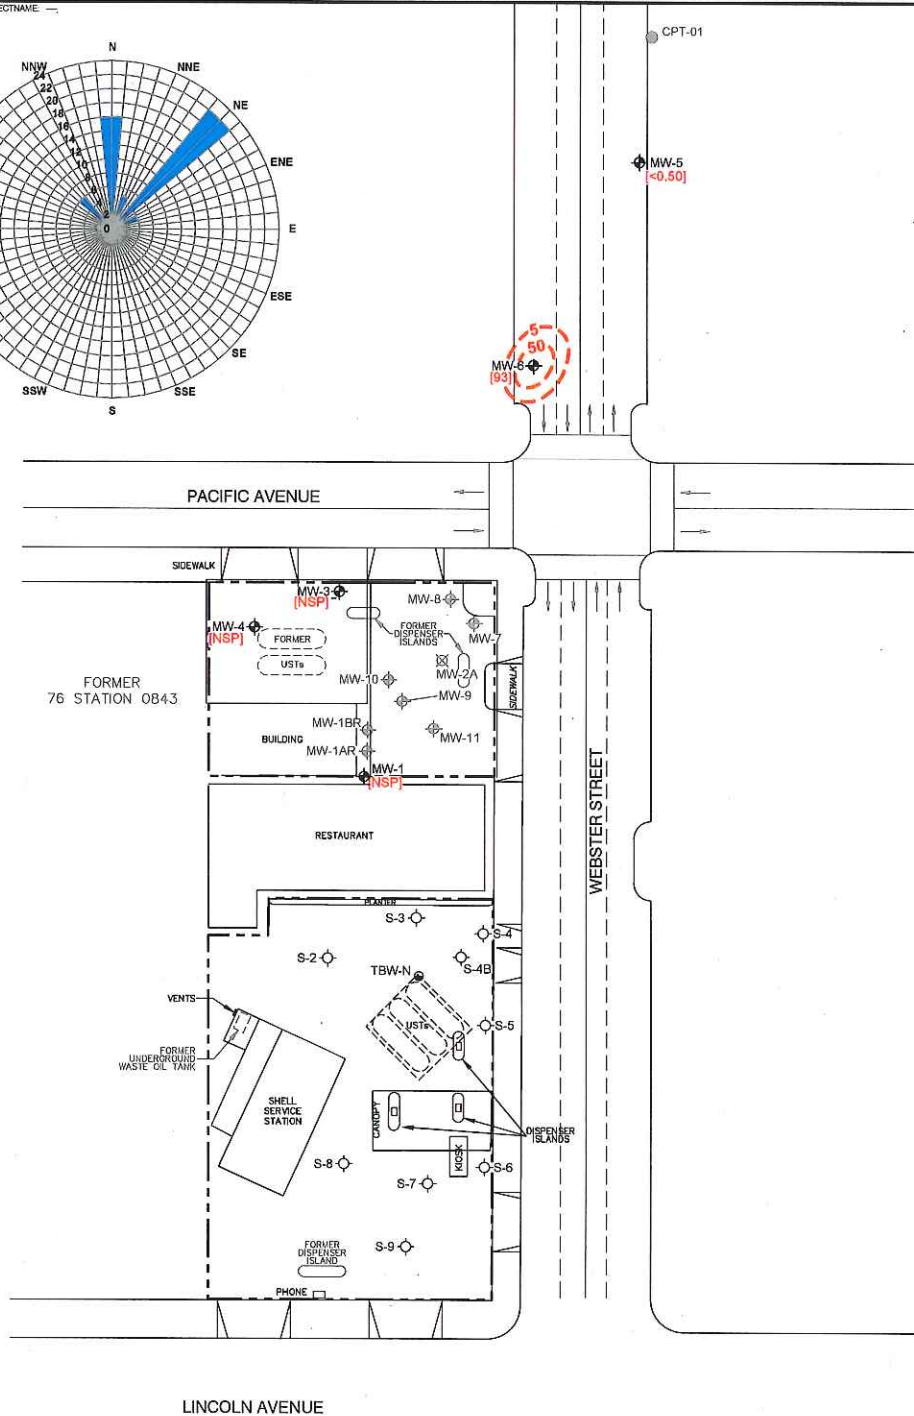 ECTNAME: —
N
NNW
NNE
24
22
20
18
16
14
12
10
8
6
4
2
0
NE
ENE
E
ESE
SE
SSE
S
SSW
CPT-01
MW-5
[<0.50]
5
50
MW-6
[93]
PACIFIC AVENUE
SIDEWALK
MW-3
[NSP]
MW-4
[NSP]
FORMER
USTs
FORMER
DISPENSER
ISLANDS
MW-8
MW-7
MW-2A
MW-10
MW-9
SIDEWALK
FORMER
76 STATION 0843
MW-1BR
BUILDING
MW-11
MW-1AR
MW-1
[NSP]
RESTAURANT
WEBSTER STREET
PLANTER
S-3
S-4
S-2
S-4B
TBW-N
VENTS
USTs
S-5
FORMER
UNDERGROUND
WASTE OIL TANK
SHELL
SERVICE
STATION
CANOPY
DISPENSER
ISLANDS
KIOSK
S-8
S-6
S-7
S-9
FORMER
DISPENSER
ISLAND
PHONE
LINCOLN AVENUE